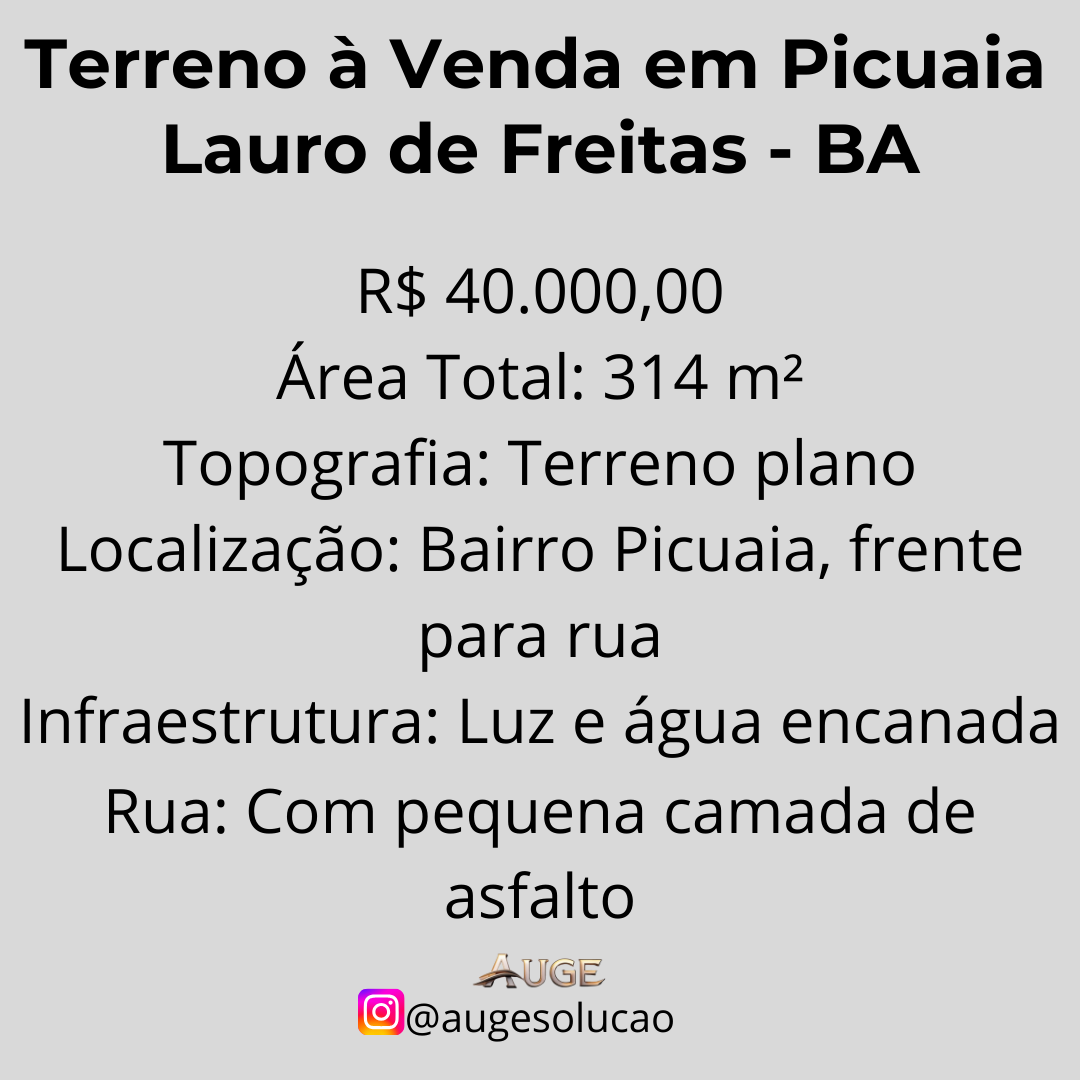 Terreno à Venda em Picuaia
Lauro de Freitas - BA
R$ 40.000,00
Área Total: 314 m²
Topografia: Terreno plano
Localização: Bairro Picuaia, frente
para rua
Infraestrutura: Luz e água encanada
Rua: Com pequena camada de
asfalto
AUGE
@augesolucao